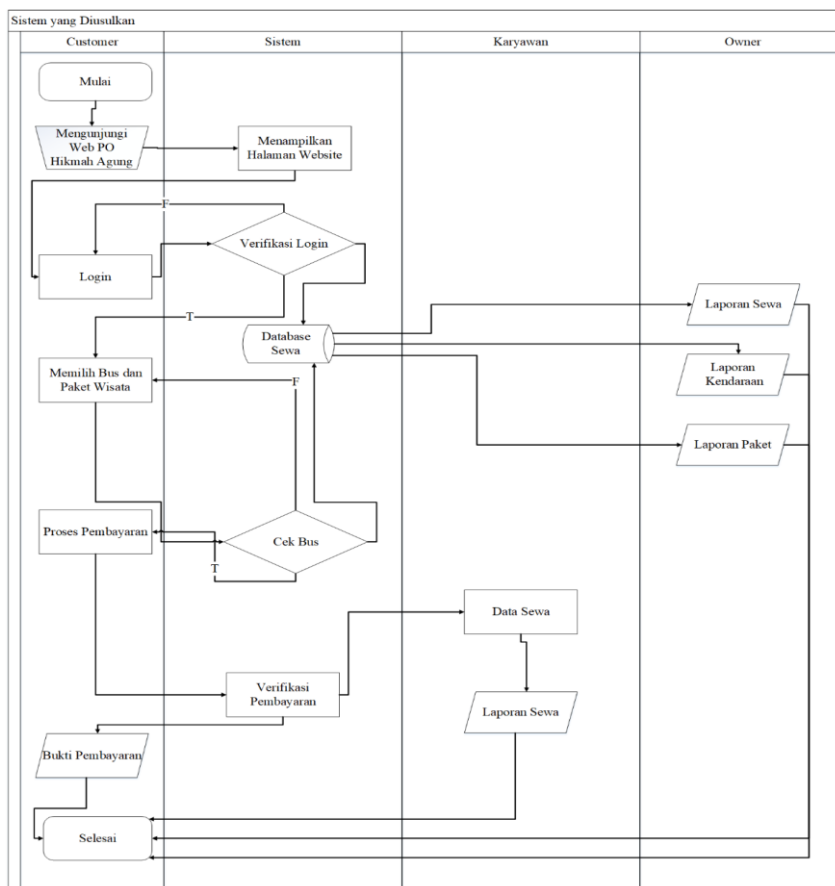 Sistem yang Diusulkan
Customer
Sistem
Karyawan
Owner
Mulai
Mengunjungi
Web PO
Hikmah Agung
Menampilkan
Halaman Website
F
Verifikasi Login
Login
T
Database
Sewa
Laporan Sewa
Memilih Bus dan
Paket Wisata
F
Laporan
Kendaraan
Laporan Paket
Proses Pembayaran
Cek Bus
T
Data Sewa
Verifikasi
Pembayaran
Laporan Sewa
Bukti Pembayaran
Selesai